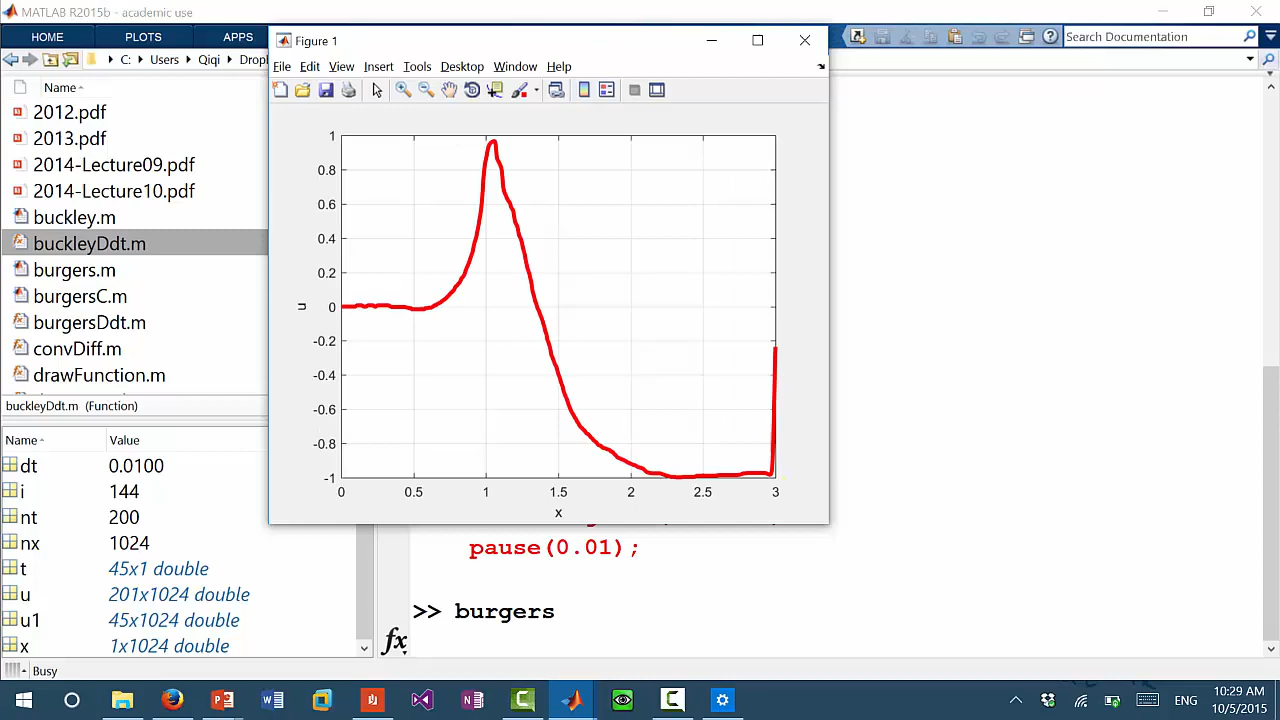 MATLAB R2015b - academic use
HOME
PLOTS
APPS
Search Documentation
C:
Users
Qiqi
Name
2012.pdf
2013.pdf
2014-Lecture09.pdf
2014-Lecture10.pdf
buckley.m
buckleyDdt.m
burgers.m
burgersC.m
burgersDdt.m
convDiff.m
drawFunction.m
buckleyDdt.m (Function)
Name
Value
dt
0.0100
i
144
nt
200
nx
1024
t
45x1 double
u
201x1024 double
u1
45x1024 double
x
1x1024 double
Busy
Figure 1
File Edit View Insert Tools Desktop Window Help
1
0.8
0.6
0.4
0.2
0
-0.2
-0.4
-0.6
-0.8
-1
u
0 0.5 1 1.5 2 2.5 3
x
pause(0.01);
>> burgers
fx
ENG
10:29 AM
10/5/2015